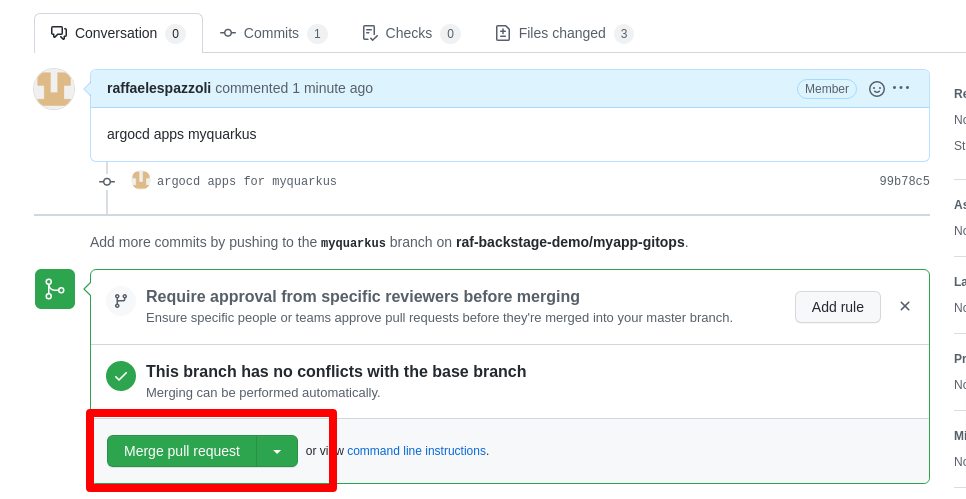 Conversation 0 Commits 1 Checks 0 Files changed 3
raffaelespazzoli commented 1 minute ago Member
Re
No
argocd apps myquarkus
St
argocd apps for myquarkus 99b78c5
As
No
Add more commits by pushing to the myquarkus branch on raf-backstage-demo/myapp-gitops.
La
Require approval from specific reviewers before merging
Ensure specific people or teams approve pull requests before they're merged into your master branch.
Add rule
No
Pr
This branch has no conflicts with the base branch
Merging can be performed automatically.
No
Mi
Merge pull request or view command line instructions.
No